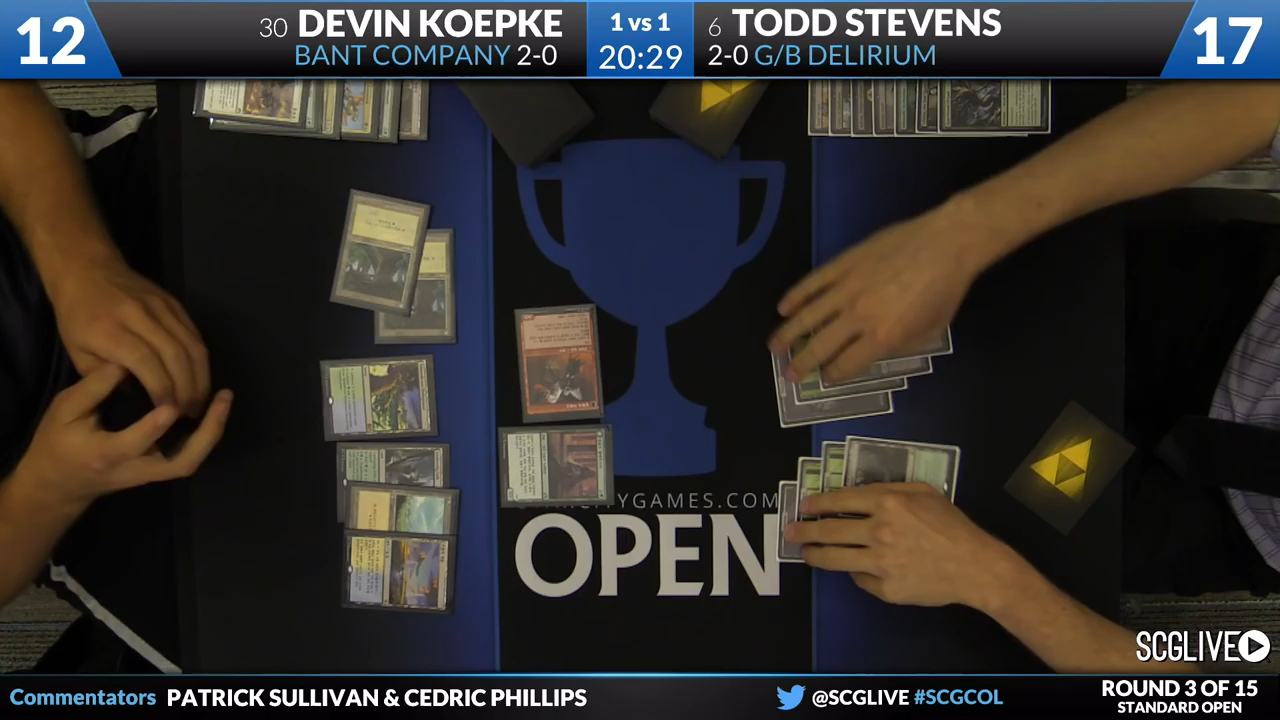 12
30 DEVIN KOEPKE
BANT COMPANY 2-0
1 vs 1
20:29
6 TODD STEVENS
2-0 G/B DELIRIUM
17
CITYGAMES.COM
OPEN
SCGLIVE
Commentators PATRICK SULLIVAN & CEDRIC PHILLIPS
@SCGLIVE #SCGCOL
ROUND 3 OF 15
STANDARD OPEN